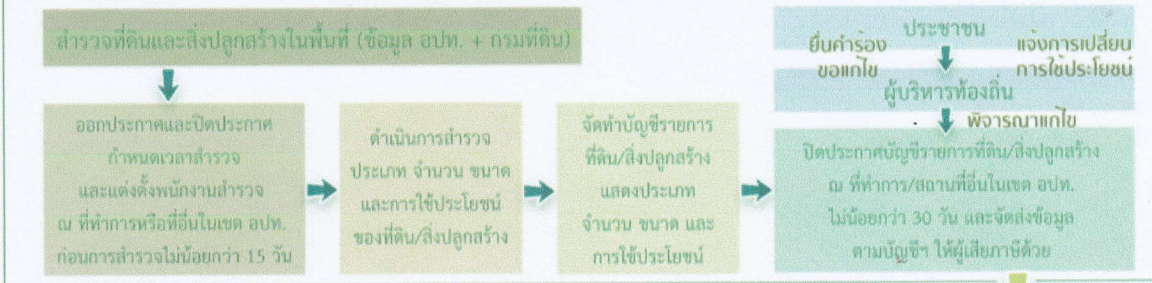 สำรวจที่ดินและสิ่งปลูกสร้างในพื้นที่ (ข้อมูล อปท. + กรมที่ดิน)
ออกประกาศและปิดประกาศ
กำหนดเวลาสำรวจ
และแต่งตั้งพนักงานสำรวจ
ณ ที่ทำการหรือที่อื่นในเขต อปท.
ก่อนการสำรวจไม่น้อยกว่า 15 วัน
ดำเนินการสำรวจ
ประเภท จำนวน ขนาด
และการใช้ประโยชน์
ของที่ดิน/สิ่งปลูกสร้าง
จัดทำบัญชีรายการ
ที่ดิน/สิ่งปลูกสร้าง
แสดงประเภท
จำนวน ขนาด และ
การใช้ประโยชน์
ประชาชน
ยื่นคำร้อง
ขอแก้ไข
แจ้งการเปลี่ยน
การใช้ประโยชน์
ผู้บริหารท้องถิ่น
พิจารณาแก้ไข
ปิดประกาศบัญชีรายการที่ดิน/สิ่งปลูกสร้าง
ณ ที่ทำการ/สถานที่อื่นในเขต อปท.
ไม่น้อยกว่า 30 วัน และจัดส่งข้อมูล
ตามบัญชีฯ ให้ผู้เสียภาษีด้วย